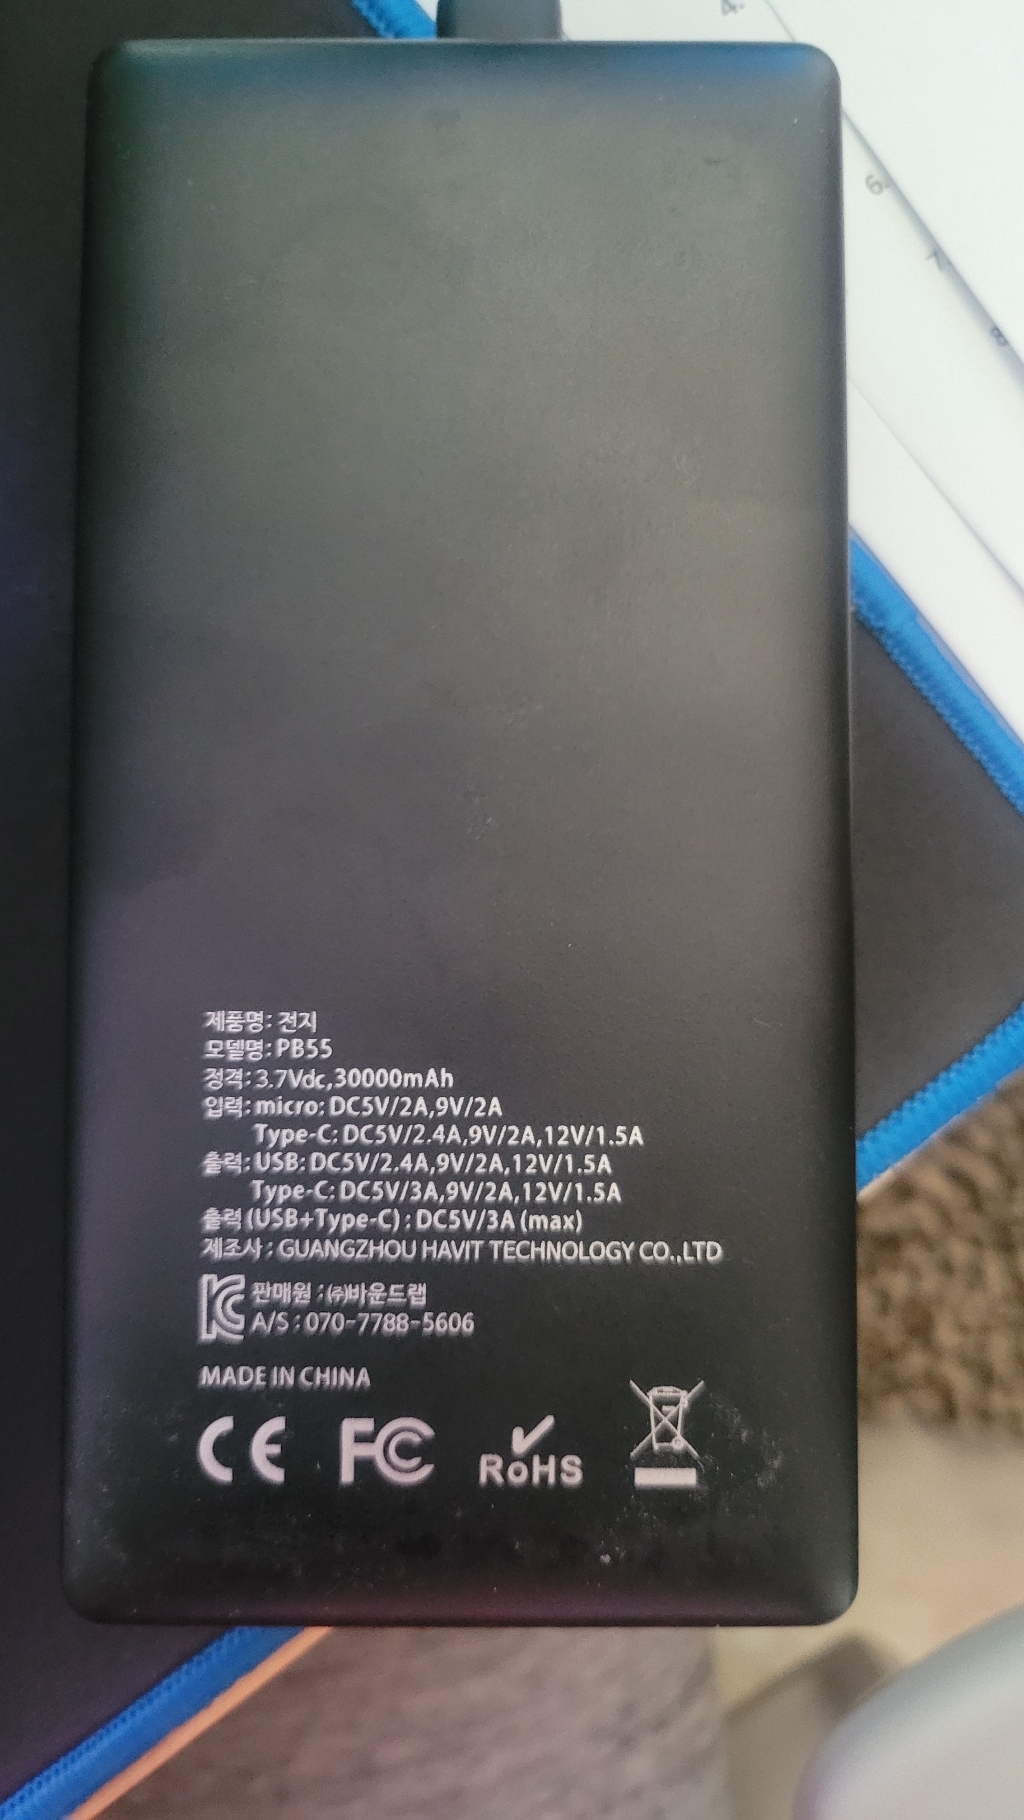 제품명: 전지
모델명: PB55
정격: 3.7Vdc,30000mAh
입력: micro: DC5V/2A,9V/2A
Type-C: DC5V/2.4A,9V/2A,12V/1.5A
출력: USB: DC5V/2.4A,9V/2A,12V/1.5A
Type-C: DC5V/3A,9V/2A,12V/1.5A
출력 (USB+Type-C) : DC5V/3A (max)
제조사 : GUANGZHOU HAVIT TECHNOLOGY CO.,LTD
KC 판매원 : ㈜바운드랩
A/S : 070-7788-5606
MADE IN CHINA
CE FC RoHS